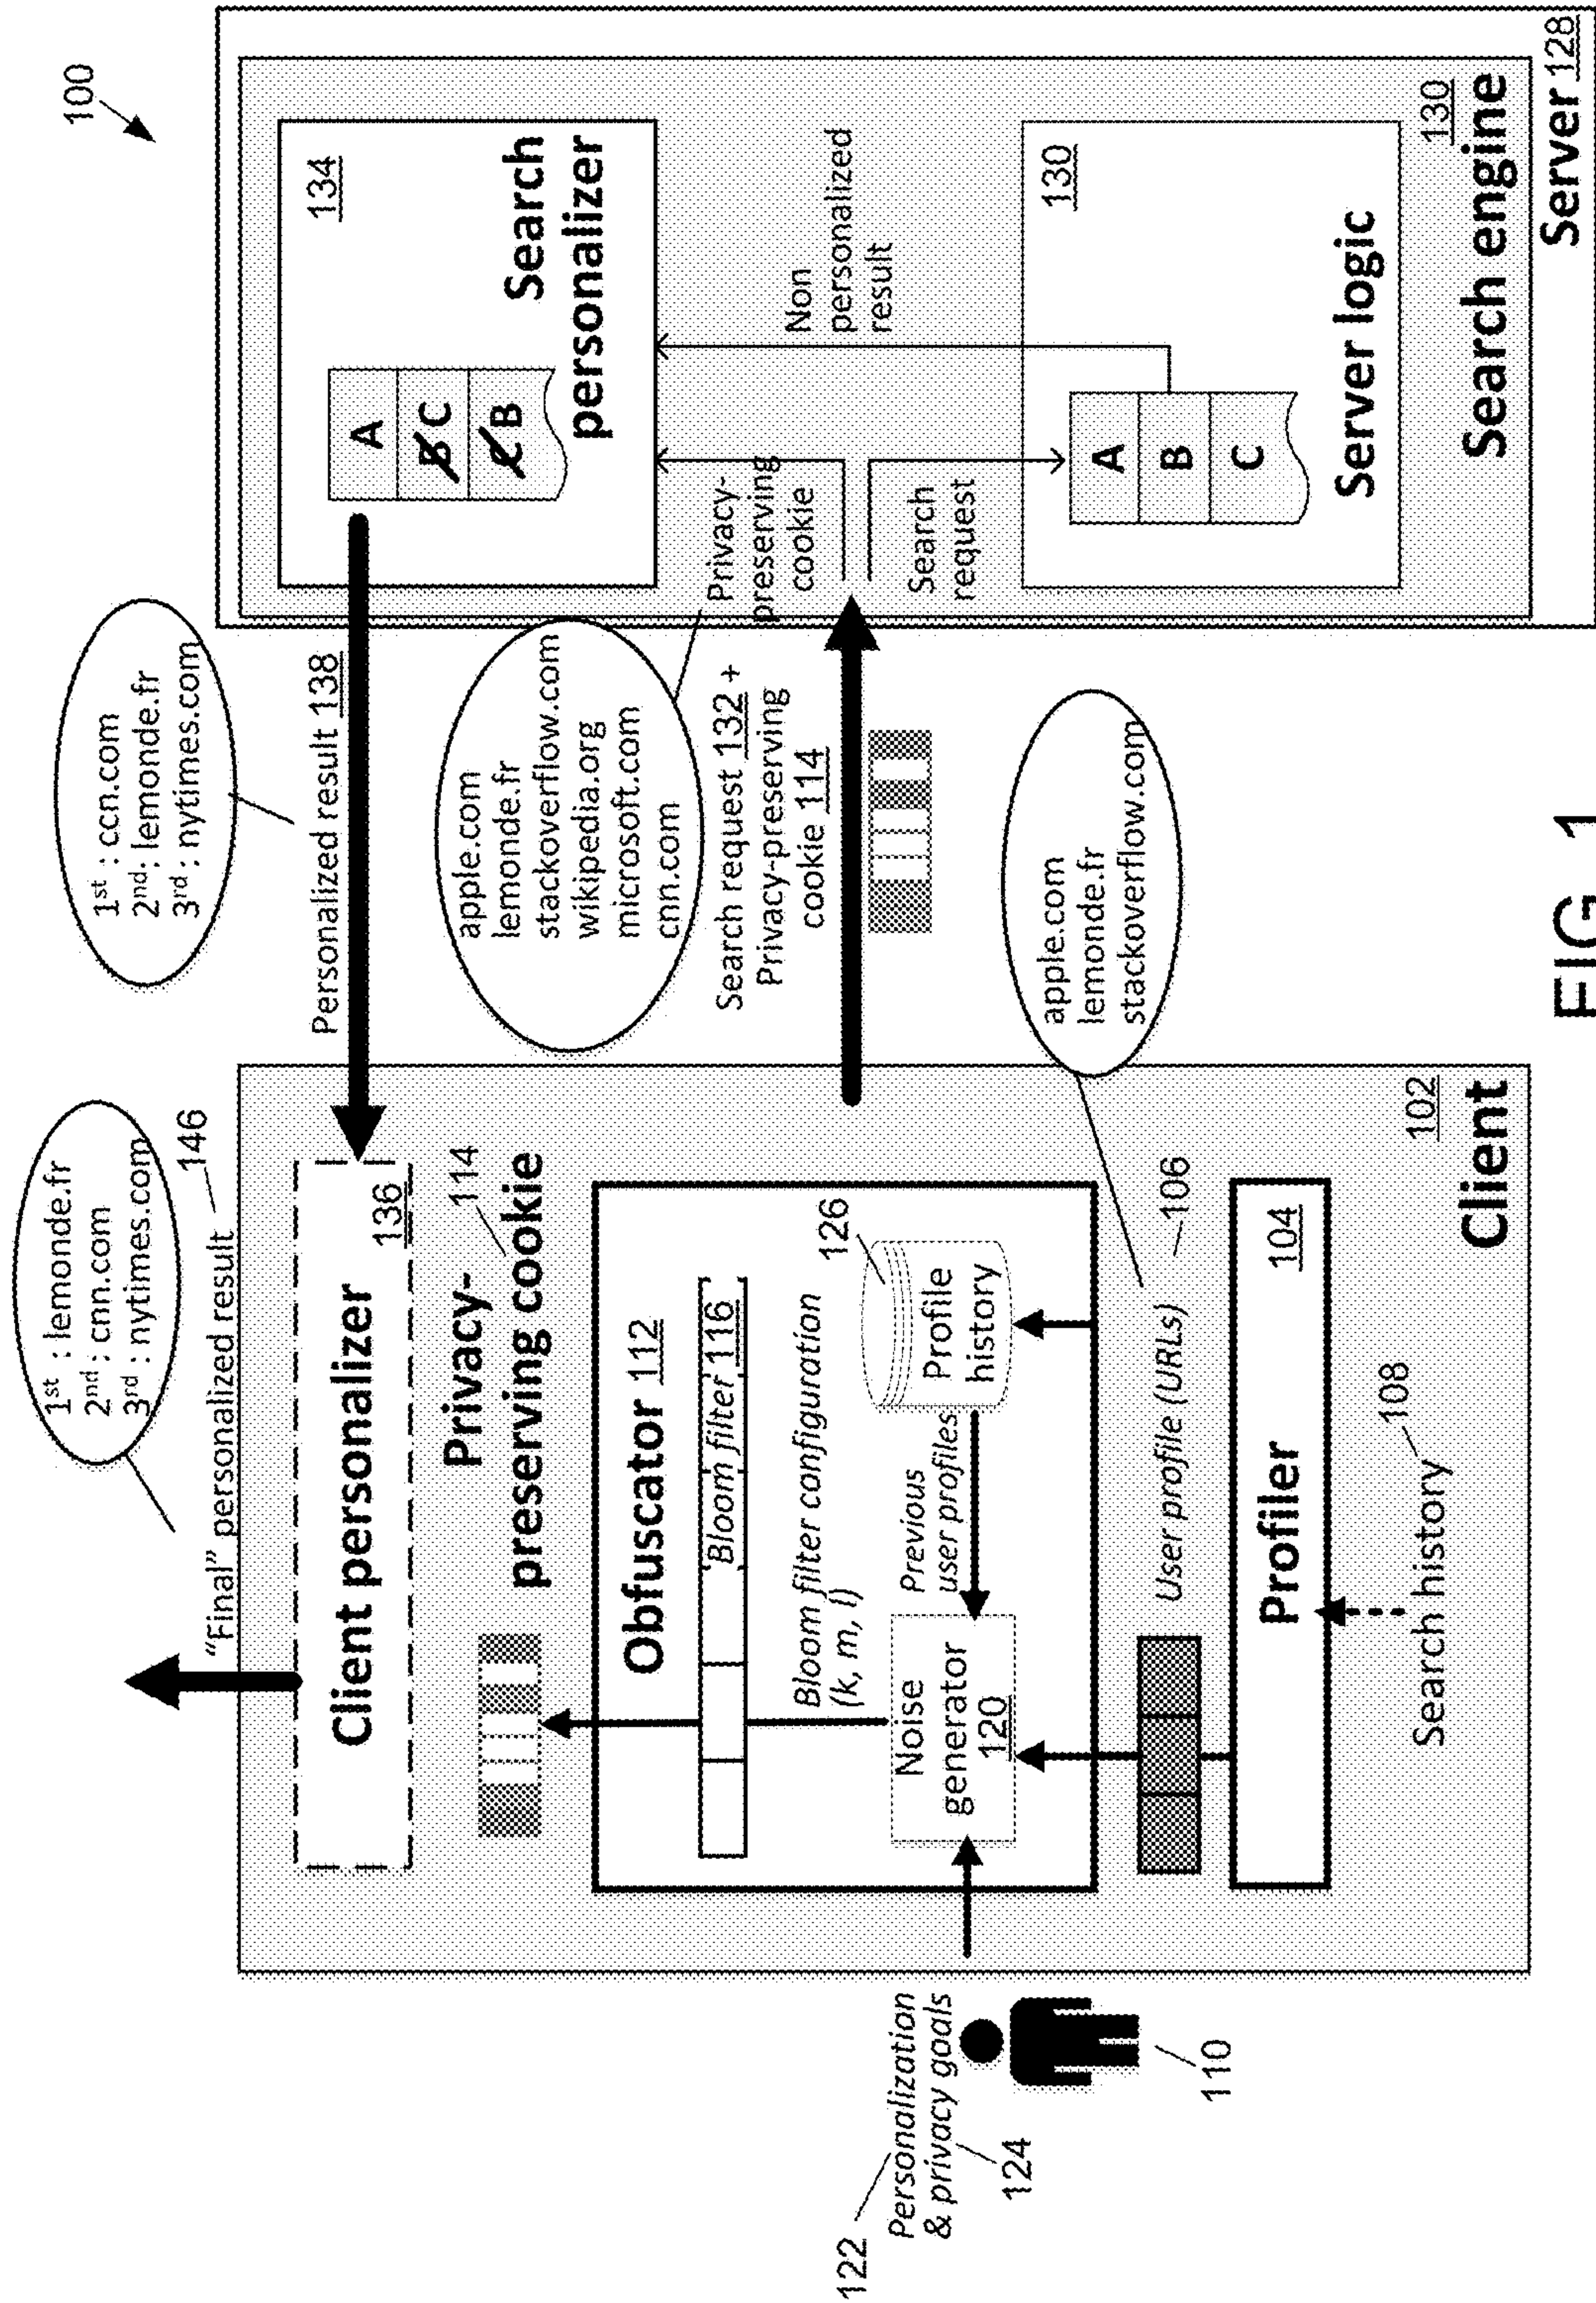 100
1st : lemonde.fr
2nd : cnn.com
3rd : nytimes.com
"Final" personalized result 146
1st : ccn.com
2nd : lemonde.fr
3rd : nytimes.com
Personalized result 138
Client personalizer
136
Privacy-
preserving cookie
114
Obfuscator 112
Bloom filter 116
Bloom filter configuration
(k, m, l)
Noise
generator
120
Previous
user profiles
Profile
history
126
122
Personalization
& privacy goals
124
110
User profile (URLs)
106
Profiler
104
Search history
108
102
Client
apple.com
lemonde.fr
stackoverflow.com
wikipedia.org
microsoft.com
cnn.com
Search request 132 +
Privacy-preserving
cookie 114
apple.com
lemonde.fr
stackoverflow.com
134
A
B C
C B
Search
personalizer
Privacy-
preserving
cookie
Search
request
Non
personalized
result
130
A
B
C
Server logic
130
Search engine
Server 128
FIG. 1